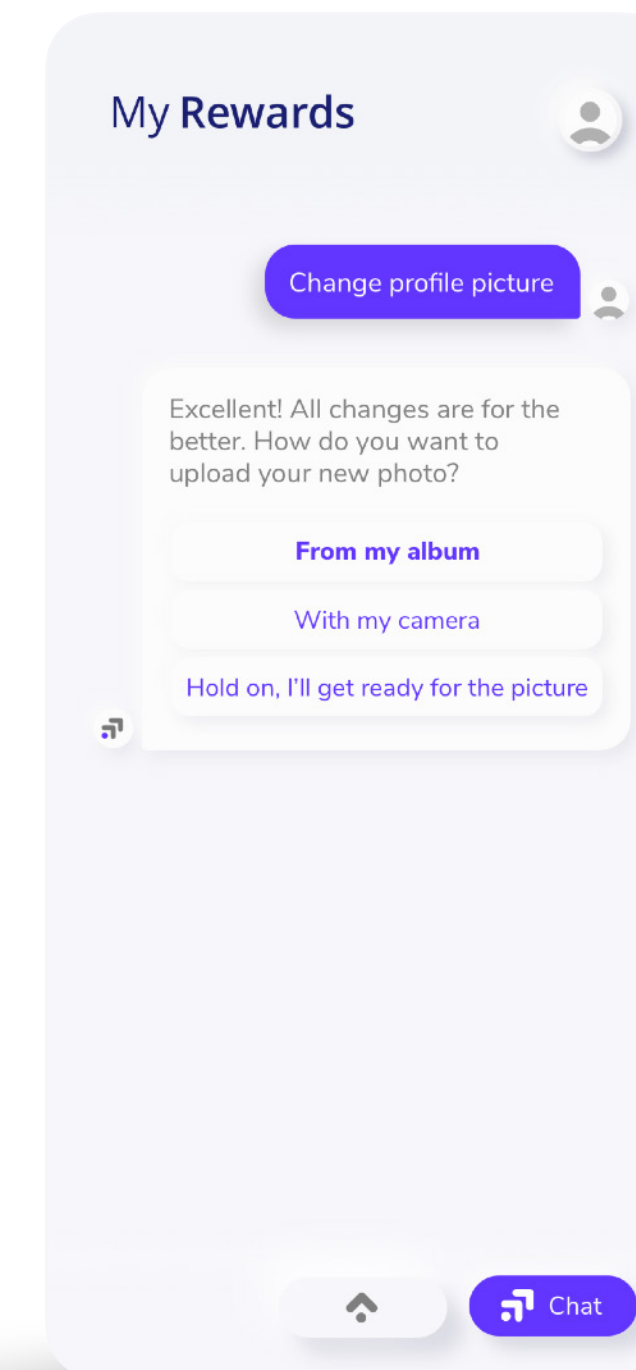 My Rewards
Change profile picture
Excellent! All changes are for the
better. How do you want to
upload your new photo?
From my album
With my camera
Hold on, I'll get ready for the picture
Chat